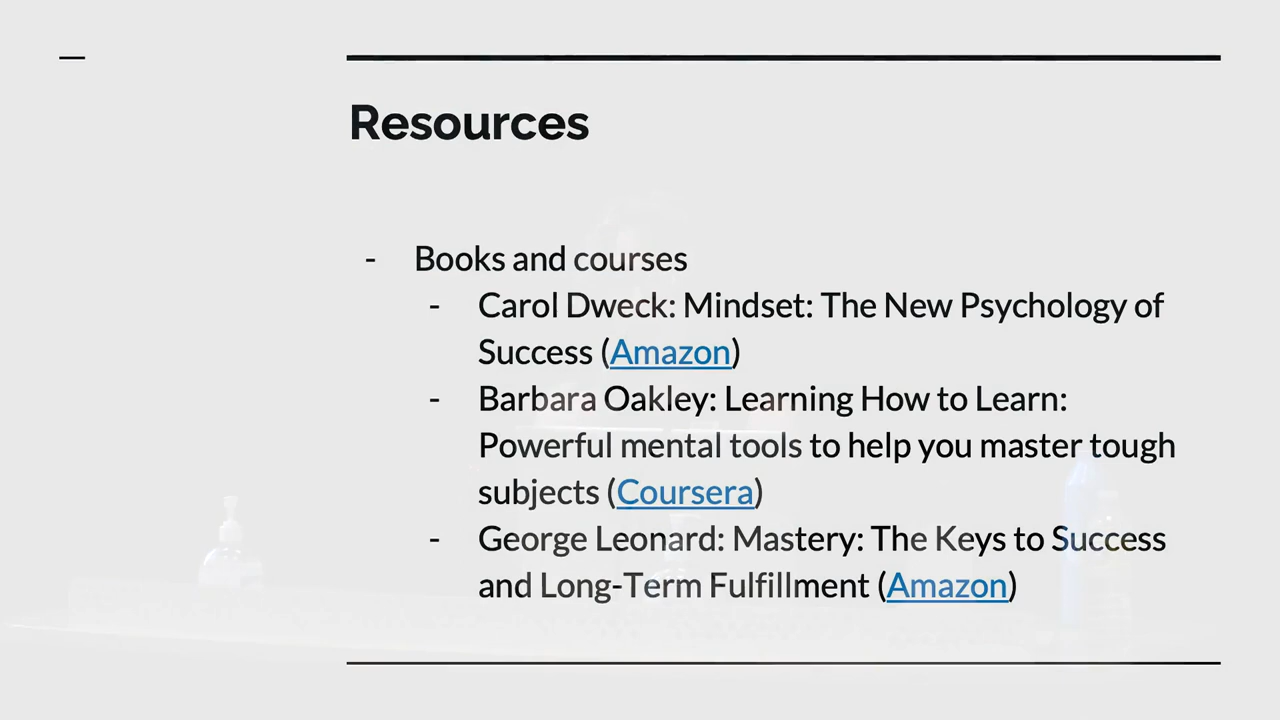 Resources
- Books and courses
- Carol Dweck: Mindset: The New Psychology of
Success (Amazon)
- Barbara Oakley: Learning How to Learn:
Powerful mental tools to help you master tough
subjects (Coursera)
- George Leonard: Mastery: The Keys to Success
and Long-Term Fulfillment (Amazon)